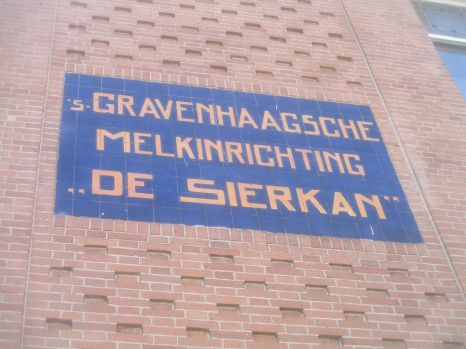 's-GRAVENHAAGSCHE
MELKINRICHTING
„DE SIERKAN"